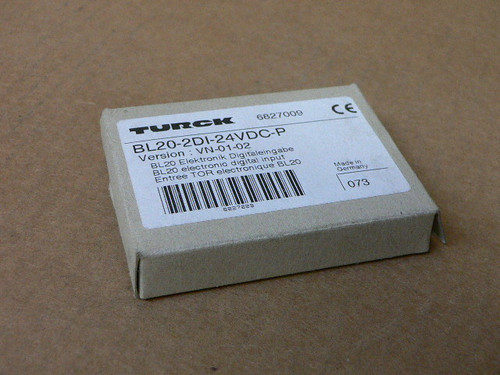 TURCK
6827009
CE
BL20-2DI-24VDC-P
Version : VN-01-02
BL20 Elektronik Digitaleingabe
BL20 electronic digital input
Entree TOR electronique BL20
Made in
Germany
073